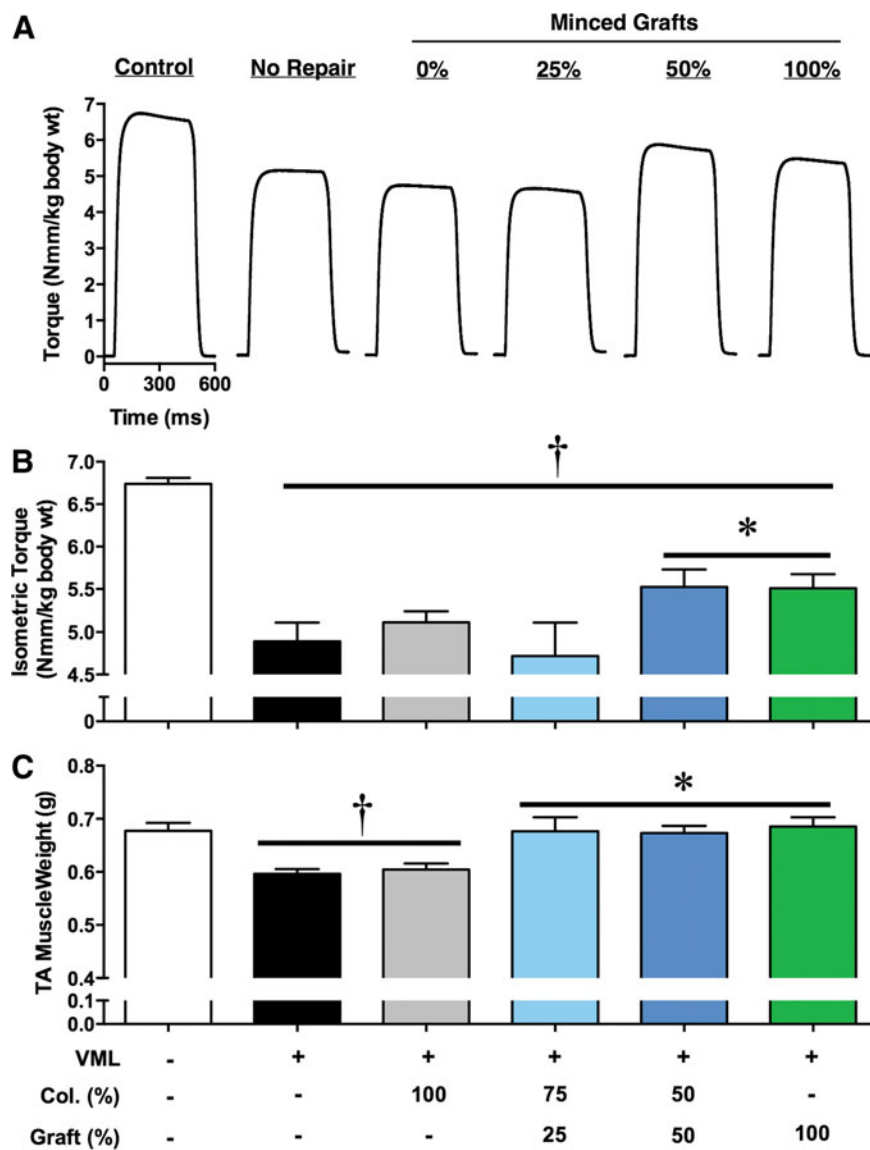 A
Minced Grafts
Control No Repair 0% 25% 50% 100%
Torque (Nmm/kg body wt)
7
6
5
4
3
2
1
0
0 300 600
Time (ms)
B
Isometric Torque
(Nmm/kg body wt)
7.0
6.5
6.0
5.5
5.0
4.5
0
†
*
C
TA MuscleWeight (g)
0.8
0.7
0.6
0.5
0.4
0.1
0.0
†
*
VML - + + + + +
Col. (%) - - 100 75 50 -
Graft (%) - - - 25 50 100